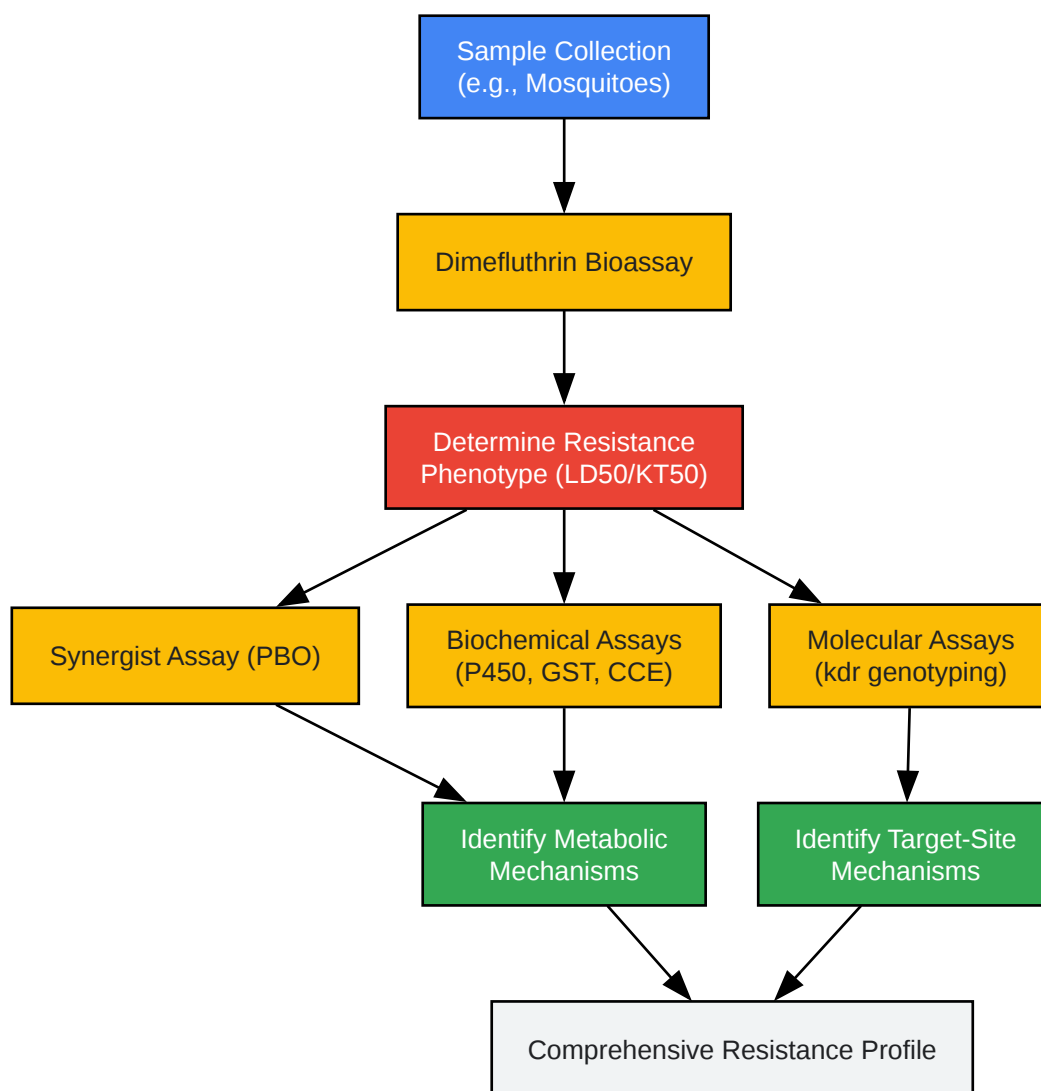 Sample Collection
(e.g., Mosquitoes)
Dimefluthrin Bioassay
Determine Resistance
Phenotype (LD50/KT50)
Synergist Assay (PBO)
Biochemical Assays
(P450, GST, CCE)
Molecular Assays
(kdr genotyping)
Identify Metabolic
Mechanisms
Identify Target-Site
Mechanisms
Comprehensive Resistance Profile